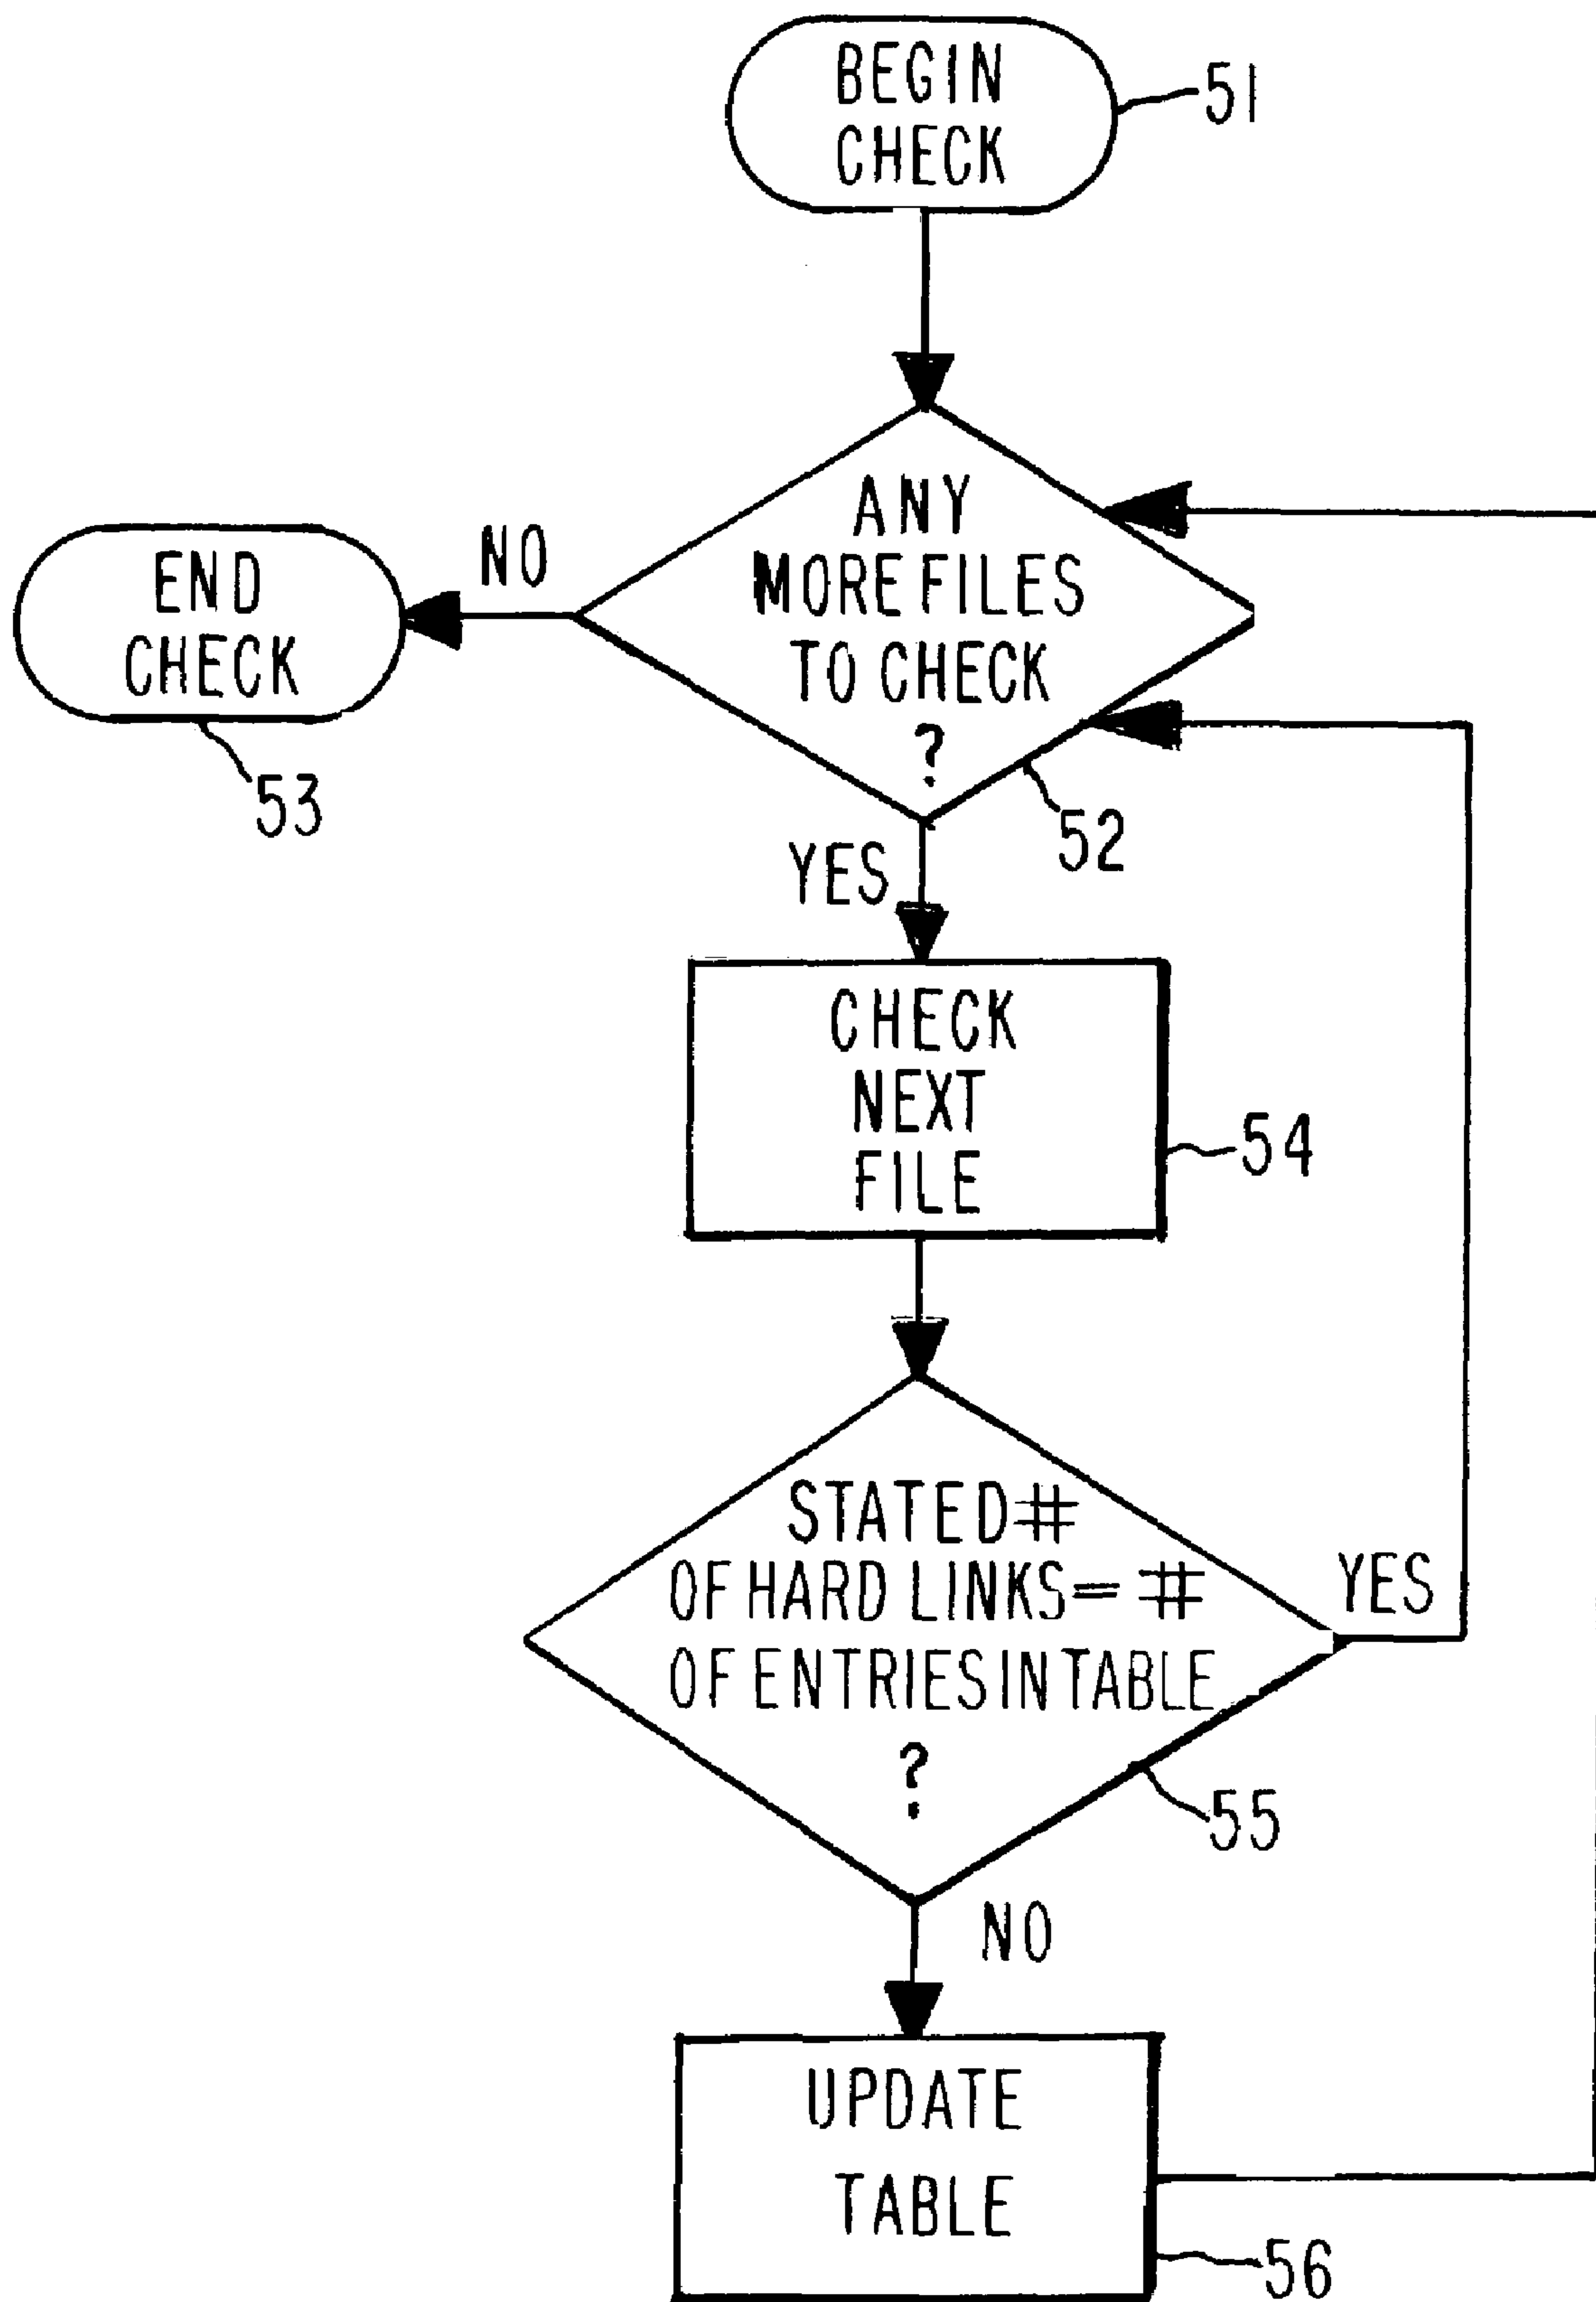 BEGIN
CHECK
51
ANY
MORE FILES
TO CHECK
?
52
NO
END
CHECK
53
YES
CHECK
NEXT
FILE
54
STATED #
OF HARD LINKS = #
OF ENTRIES IN TABLE
?
YES
55
NO
UPDATE
TABLE
56